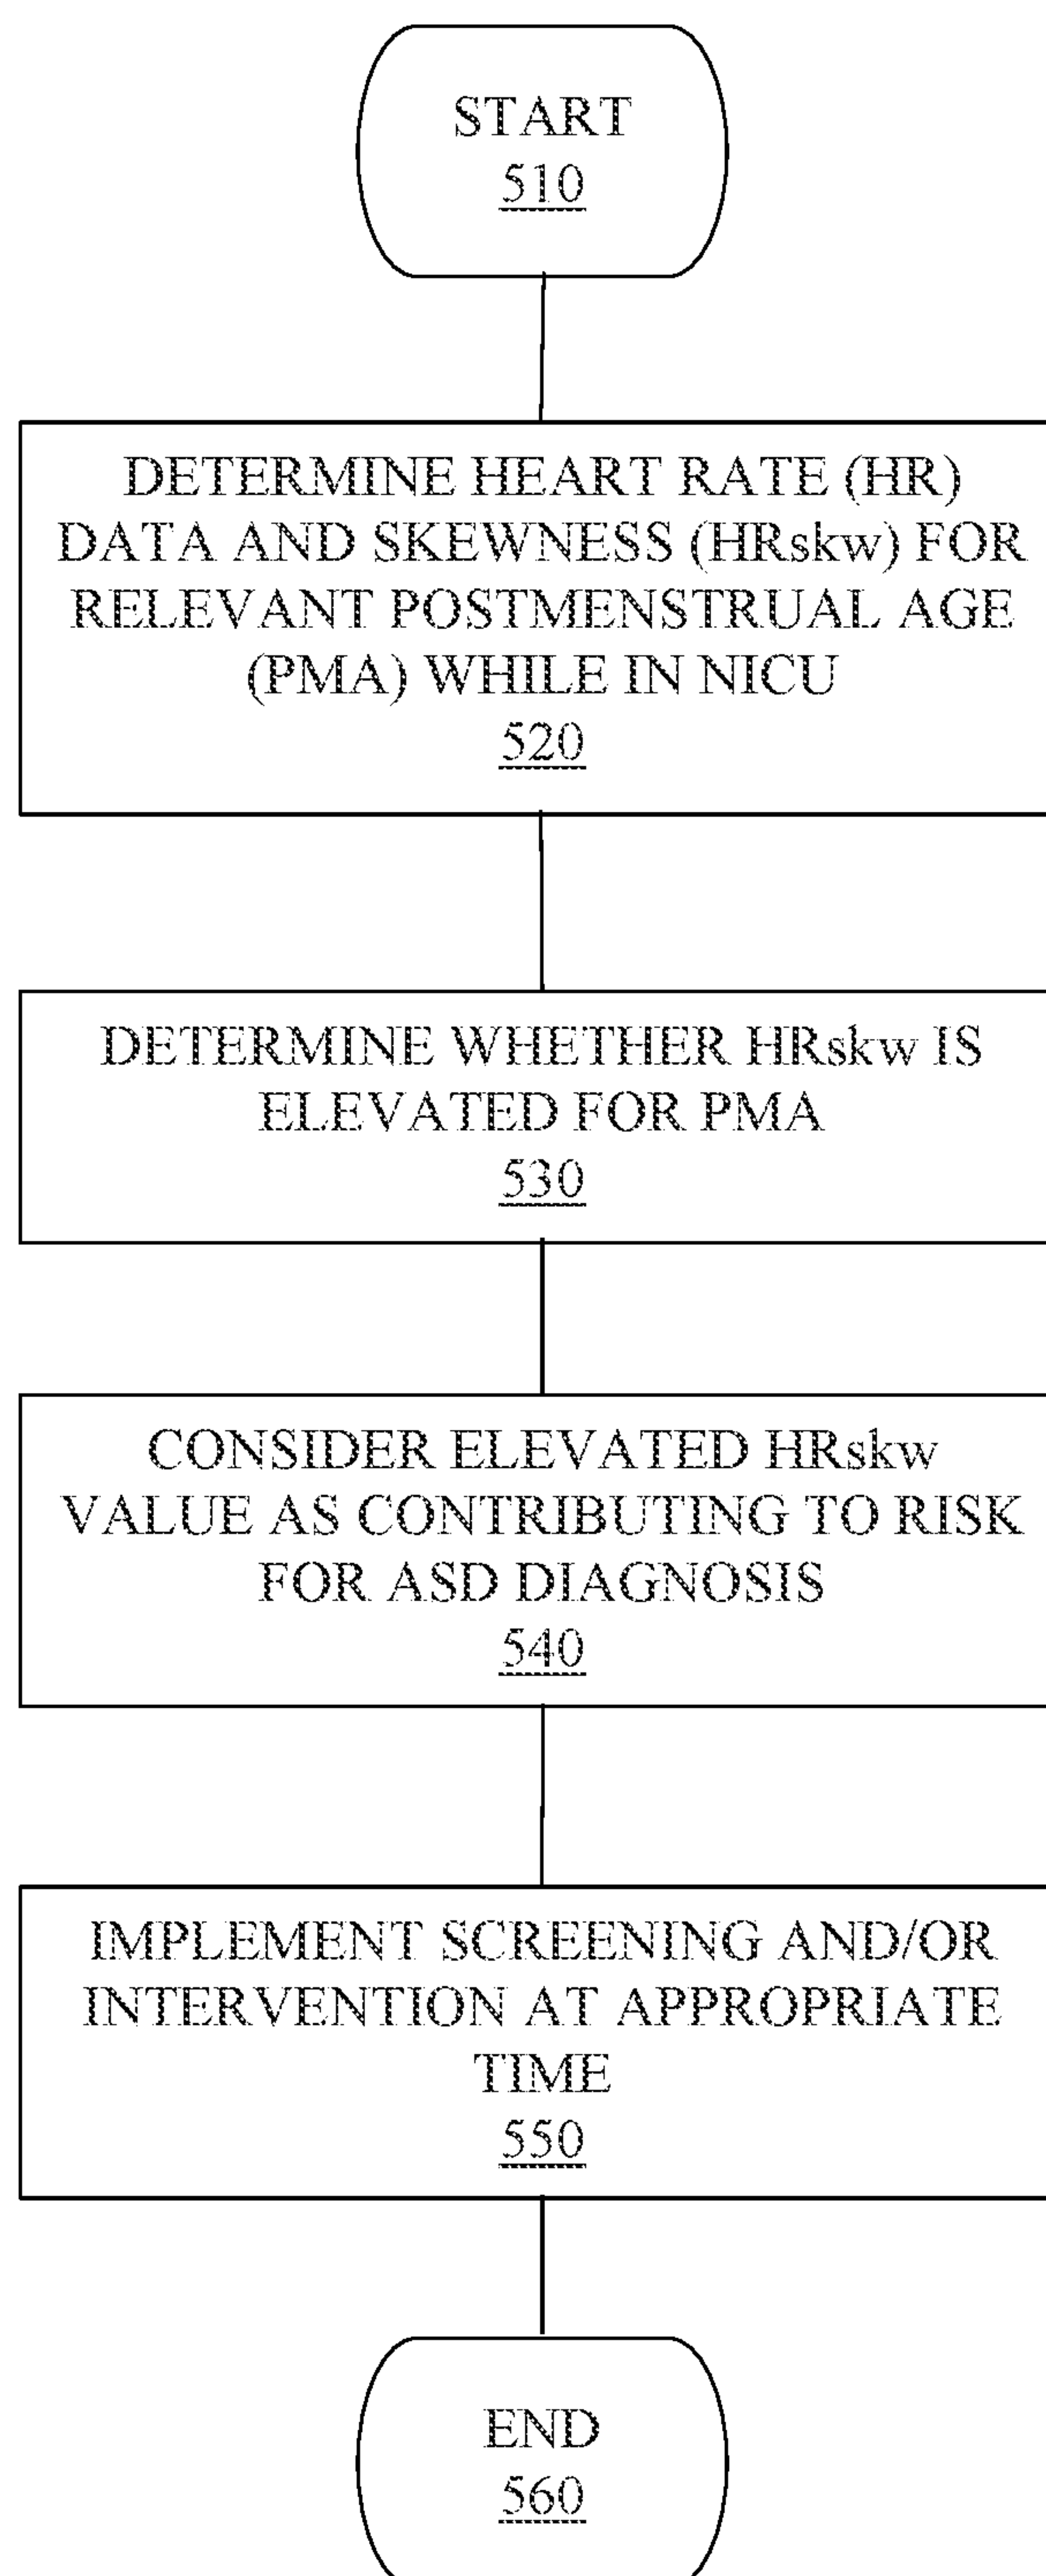 START
510
DETERMINE HEART RATE (HR)
DATA AND SKEWNESS (HRskw) FOR
RELEVANT POSTMENSTRUAL AGE
(PMA) WHILE IN NICU
520
DETERMINE WHETHER HRskw IS
ELEVATED FOR PMA
530
CONSIDER ELEVATED HRskw
VALUE AS CONTRIBUTING TO RISK
FOR ASD DIAGNOSIS
540
IMPLEMENT SCREENING AND/OR
INTERVENTION AT APPROPRIATE
TIME
550
END
560